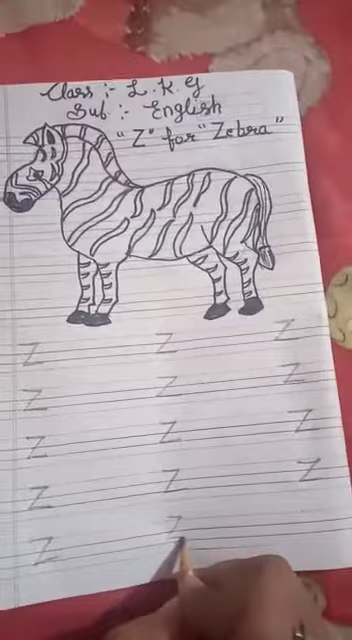 Class :- L.K.G
Sub :- English
"Z" for "Zebra"
Z Z Z
Z Z Z
Z Z Z
Z Z Z
Z Z